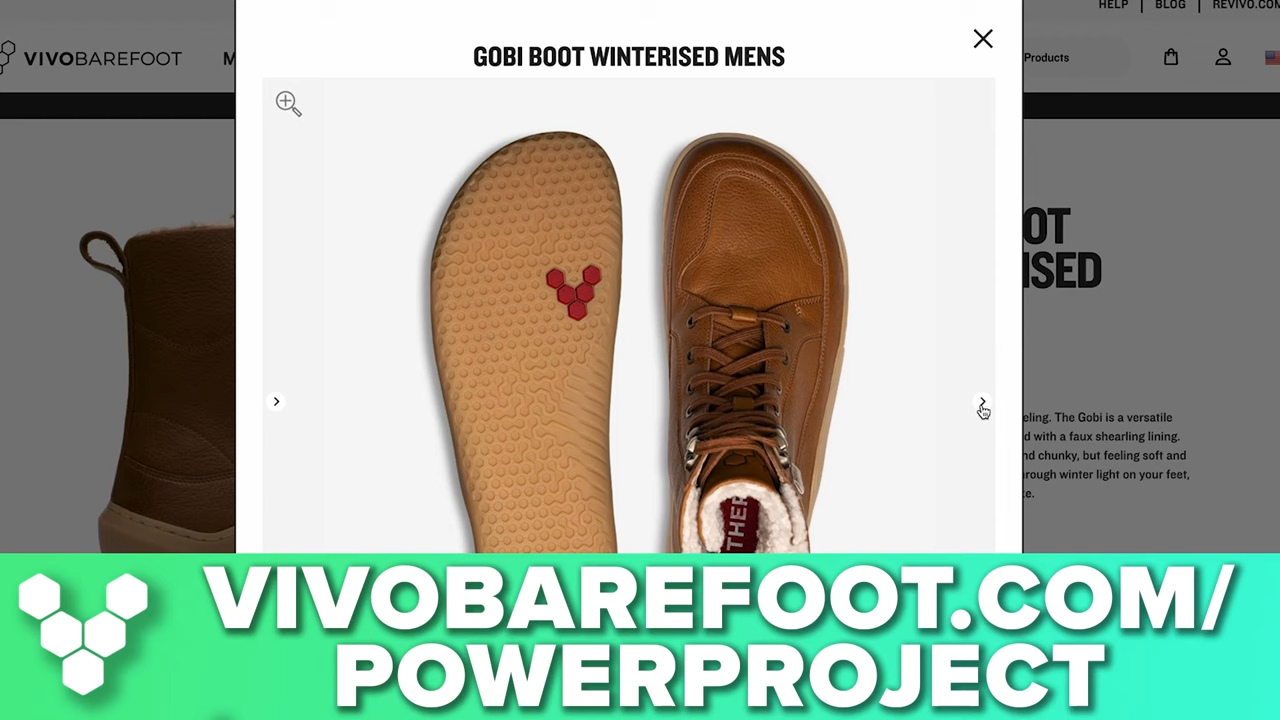 HELP | BLOG | REVIVO.COM
VIVOBAREFOOT
Products
GOBI BOOT WINTERISED MENS
OT
ISED
eling. The Gobi is a versatile
d with a faux shearling lining.
nd chunky, but feeling soft and
rough winter light on your feet,
e.
THER
VIVOBAREFOOT.COM/
POWERPROJECT